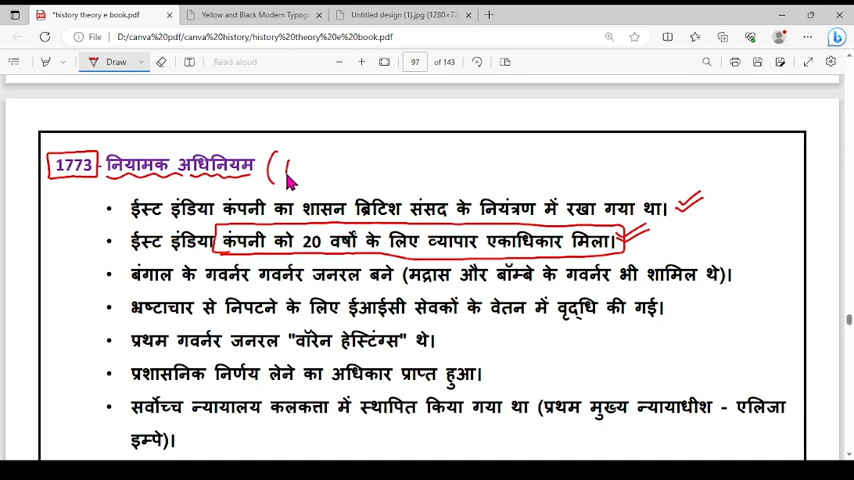 *history theory e book.pdf
Yellow and Black Modern Typogr
Untitled design (1).jpg (1280×72
File
D:/canva%20pdf/canva%20history/history%20theory%20e%20book.pdf
Draw
Read aloud
97 of 143
1773 - नियामक अधिनियम (
• ईस्ट इंडिया कंपनी का शासन ब्रिटिश संसद के नियंत्रण में रखा गया था।
• ईस्ट इंडिया कंपनी को 20 वर्षों के लिए व्यापार एकाधिकार मिला।
• बंगाल के गवर्नर गवर्नर जनरल बने (मद्रास और बॉम्बे के गवर्नर भी शामिल थे)।
• भ्रष्टाचार से निपटने के लिए ईआईसी सेवकों के वेतन में वृद्धि की गई।
• प्रथम गवर्नर जनरल "वॉरेन हेस्टिंग्स" थे।
• प्रशासनिक निर्णय लेने का अधिकार प्राप्त हुआ।
• सर्वोच्च न्यायालय कलकत्ता में स्थापित किया गया था (प्रथम मुख्य न्यायाधीश - एलिजा
इम्पे)।